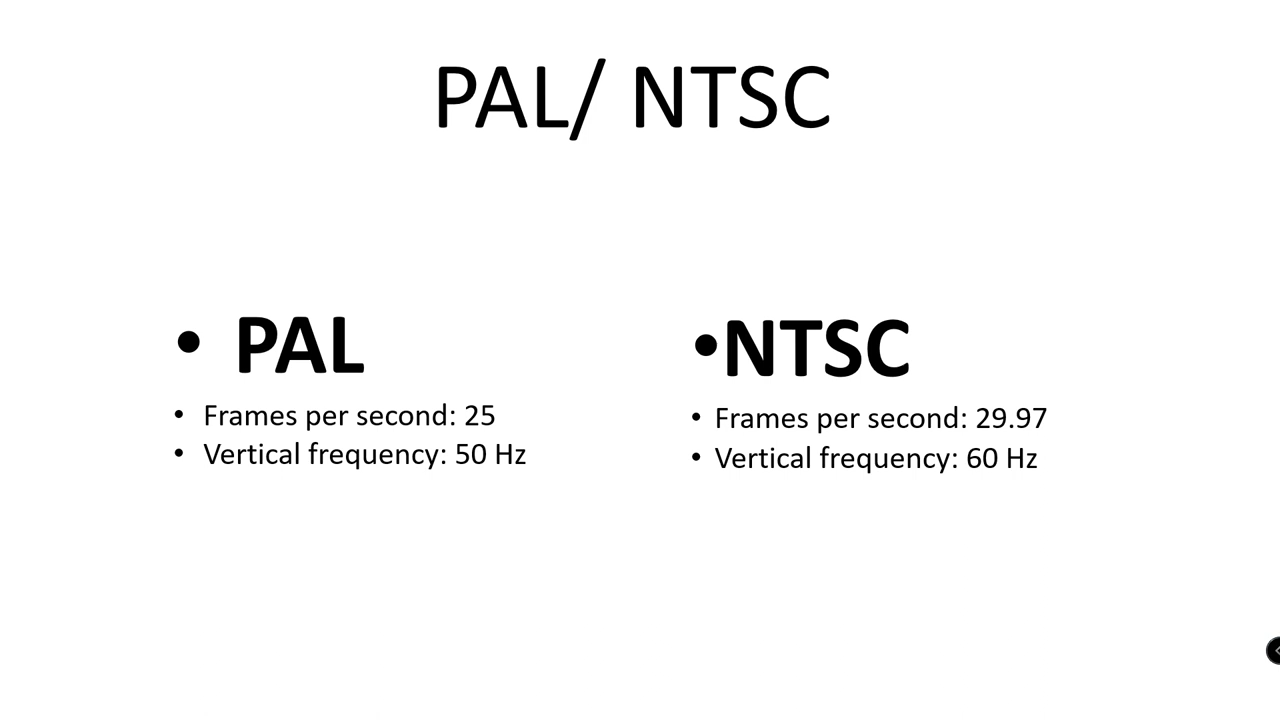 PAL/ NTSC
• PAL
• Frames per second: 25
• Vertical frequency: 50 Hz
•NTSC
• Frames per second: 29.97
• Vertical frequency: 60 Hz